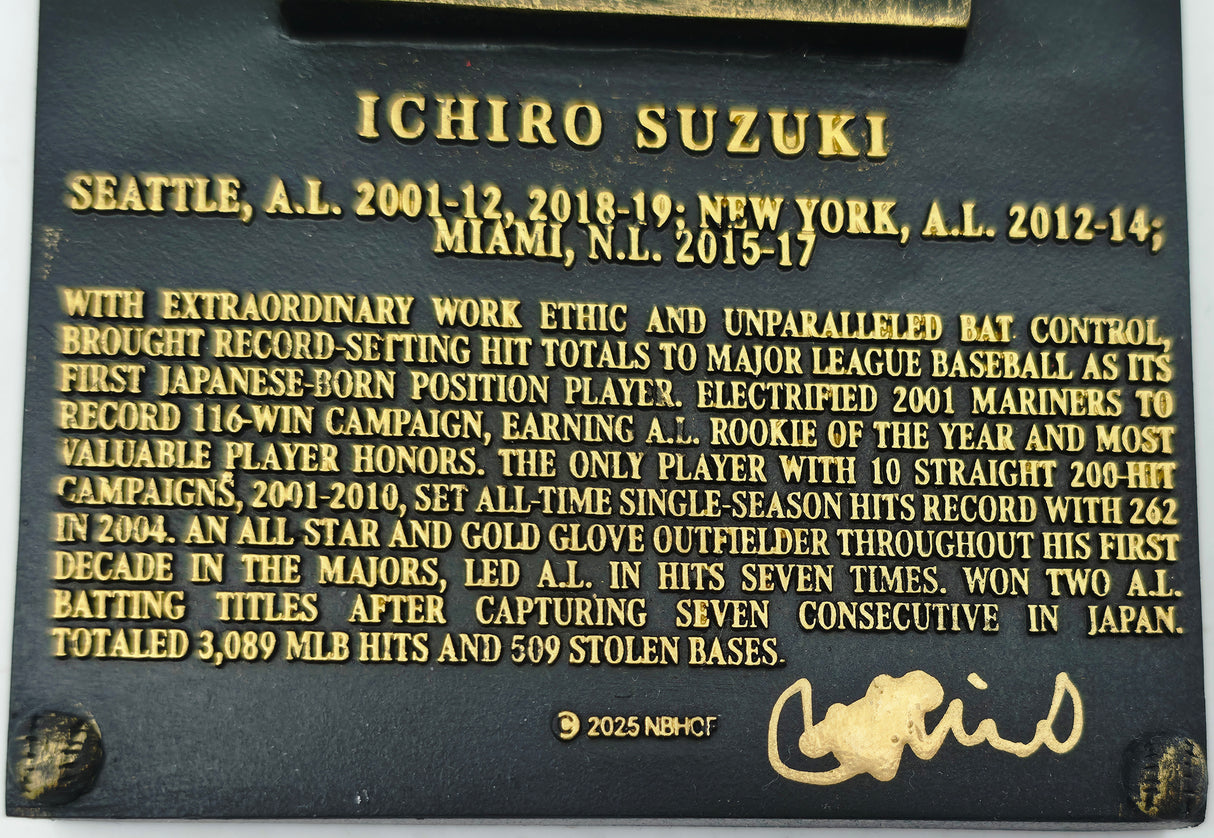 ICHIRO SUZUKI
SEATTLE, A.L. 2001-12, 2018-19; NEW YORK, A.L. 2012-14;
MIAMI, N.L. 2015-17
WITH EXTRAORDINARY WORK ETHIC AND UNPARALLELED BAT CONTROL,
BROUGHT RECORD-SETTING HIT TOTALS TO MAJOR LEAGUE BASEBALL AS ITS
FIRST JAPANESE-BORN POSITION PLAYER. ELECTRIFIED 2001 MARINERS TO
RECORD 116-WIN CAMPAIGN, EARNING A.L. ROOKIE OF THE YEAR AND MOST
VALUABLE PLAYER HONORS. THE ONLY PLAYER WITH 10 STRAIGHT 200-HIT
CAMPAIGNS, 2001-2010, SET ALL-TIME SINGLE-SEASON HITS RECORD WITH 262
IN 2004. AN ALL-STAR AND GOLD GLOVE OUTFIELDER THROUGHOUT HIS FIRST
DECADE IN THE MAJORS, LED A.L. IN HITS SEVEN TIMES. WON TWO A.L.
BATTING TITLES AFTER CAPTURING SEVEN CONSECUTIVE IN JAPAN.
TOTALED 3,089 MLB HITS AND 509 STOLEN BASES.
© 2025 NBHOF